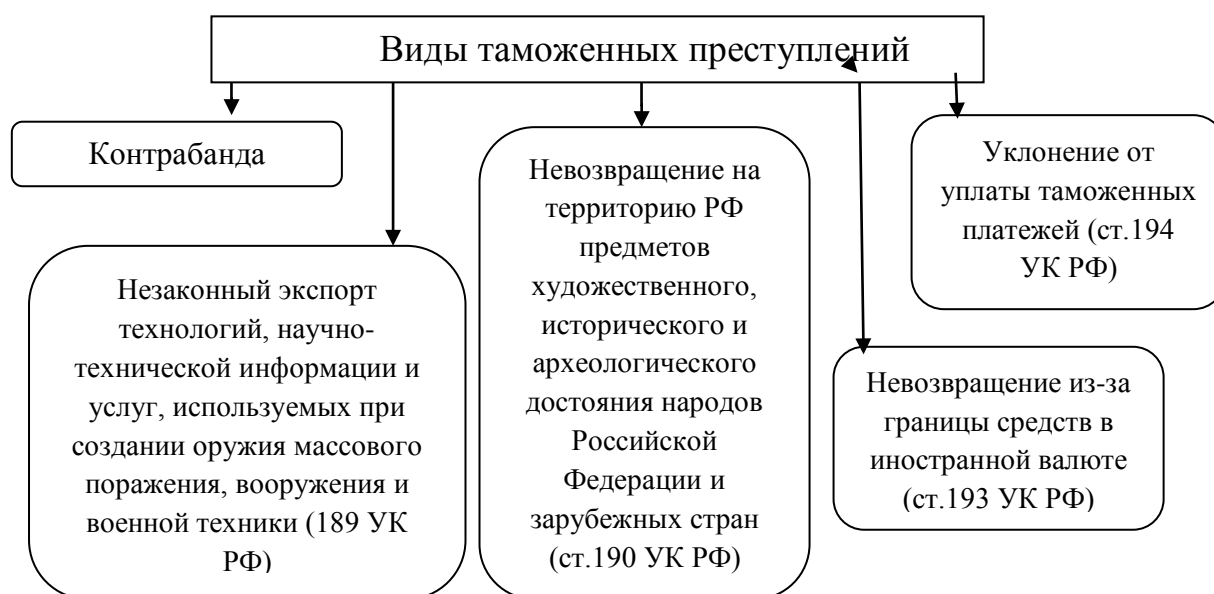 Виды таможенных преступлений
Контрабанда
Незаконный экспорт
технологий, научно-
технической информации и
услуг, используемых при
создании оружия массового
поражения, вооружения и
военной техники (189 УК
РФ)
Невозвращение на
территорию РФ
предметов
художественного,
исторического и
археологического
достояния народов
Российской
Федерации и
зарубежных стран
(ст.190 УК РФ)
Уклонение от
уплаты таможенных
платежей (ст.194
УК РФ)
Невозвращение из-за
границы средств в
иностранной валюте
(ст.193 УК РФ)